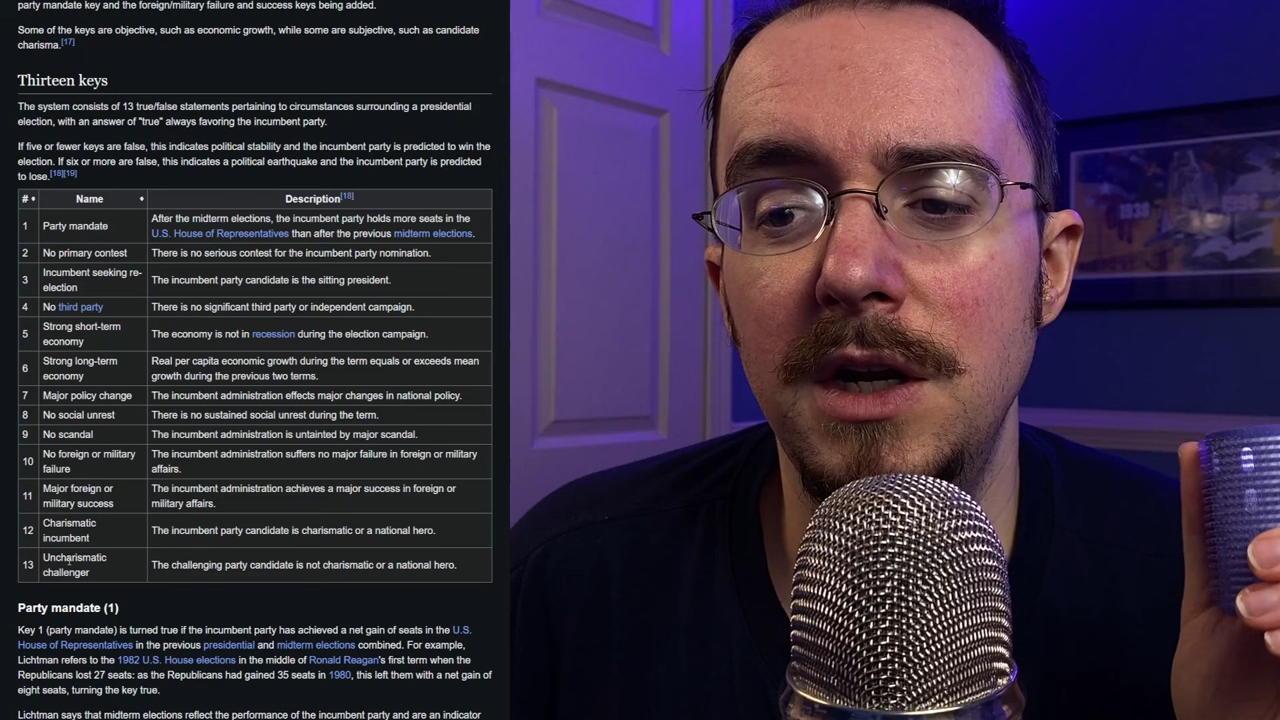 party mandate key and the foreign/military failure and success keys being added.
Some of the keys are objective, such as economic growth, while some are subjective, such as candidate
charisma.[17]
Thirteen keys
The system consists of 13 true/false statements pertaining to circumstances surrounding a presidential
election, with an answer of "true" always favoring the incumbent party.
If five or fewer keys are false, this indicates political stability and the incumbent party is predicted to win the
election. If six or more are false, this indicates a political earthquake and the incumbent party is predicted
to lose.[18][19]
# Name Description[18]
1 Party mandate After the midterm elections, the incumbent party holds more seats in the
U.S. House of Representatives than after the previous midterm elections.
2 No primary contest There is no serious contest for the incumbent party nomination.
3 Incumbent seeking re-
election The incumbent party candidate is the sitting president.
4 No third party There is no significant third party or independent campaign.
5 Strong short-term
economy The economy is not in recession during the election campaign.
6 Strong long-term
economy Real per capita economic growth during the term equals or exceeds mean
growth during the previous two terms.
7 Major policy change The incumbent administration effects major changes in national policy.
8 No social unrest There is no sustained social unrest during the term.
9 No scandal The incumbent administration is untainted by major scandal.
10 No foreign or military
failure The incumbent administration suffers no major failure in foreign or military
affairs.
11 Major foreign or
military success The incumbent administration achieves a major success in foreign or
military affairs.
12 Charismatic
incumbent The incumbent party candidate is charismatic or a national hero.
13 Uncharismatic
challenger The challenging party candidate is not charismatic or a national hero.
Party mandate (1)
Key 1 (party mandate) is turned true if the incumbent party has achieved a net gain of seats in the U.S.
House of Representatives in the previous presidential and midterm elections combined. For example,
Lichtman refers to the 1982 U.S. House elections in the middle of Ronald Reagan's first term when the
Republicans lost 27 seats: as the Republicans had gained 35 seats in 1980, this left them with a net gain of
eight seats, turning the key true.
Lichtman says that midterm elections reflect the performance of the incumbent party and are an indicator
1938
1996